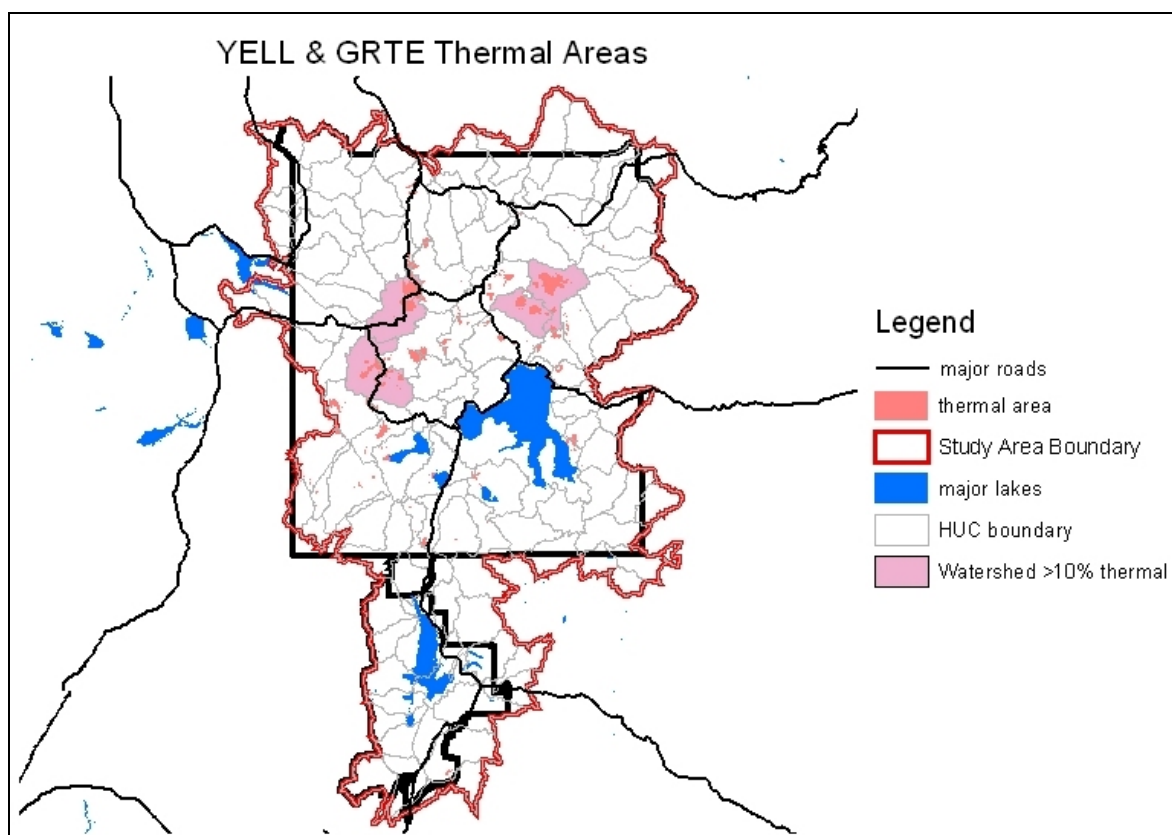 YELL & GRTE Thermal Areas
Legend
major roads
thermal area
Study Area Boundary
major lakes
HUC boundary
Watershed >10% thermal